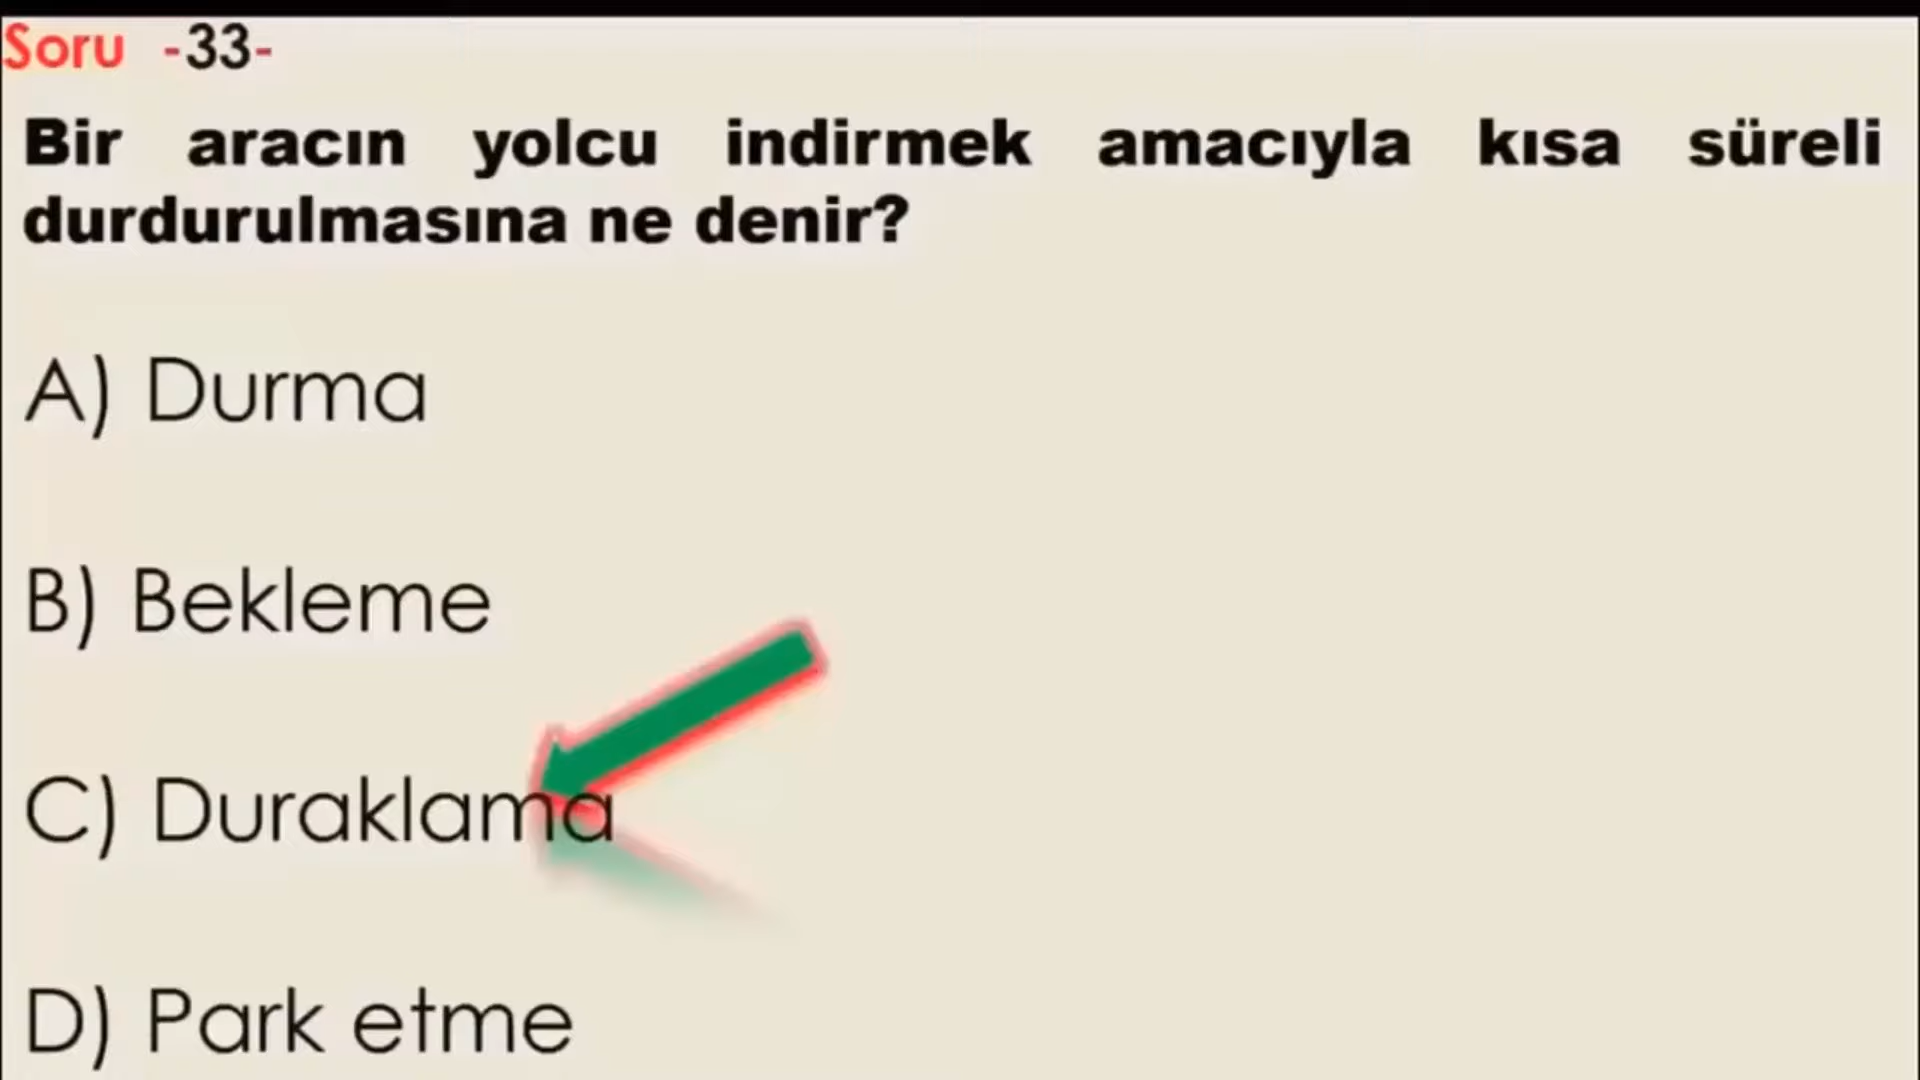 Soru -33-
Bir aracın yolcu indirmek amacıyla kısa süreli
durdurulmasına ne denir?
A) Durma
B) Bekleme
C) Duraklama
D) Park etme